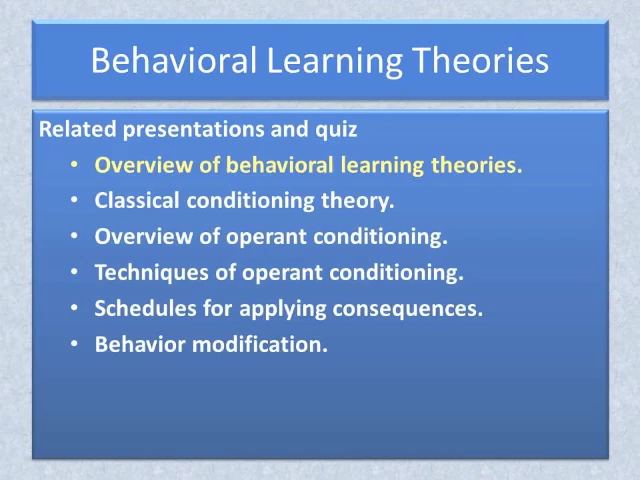 Behavioral Learning Theories
Related presentations and quiz
• Overview of behavioral learning theories.
• Classical conditioning theory.
• Overview of operant conditioning.
• Techniques of operant conditioning.
• Schedules for applying consequences.
• Behavior modification.